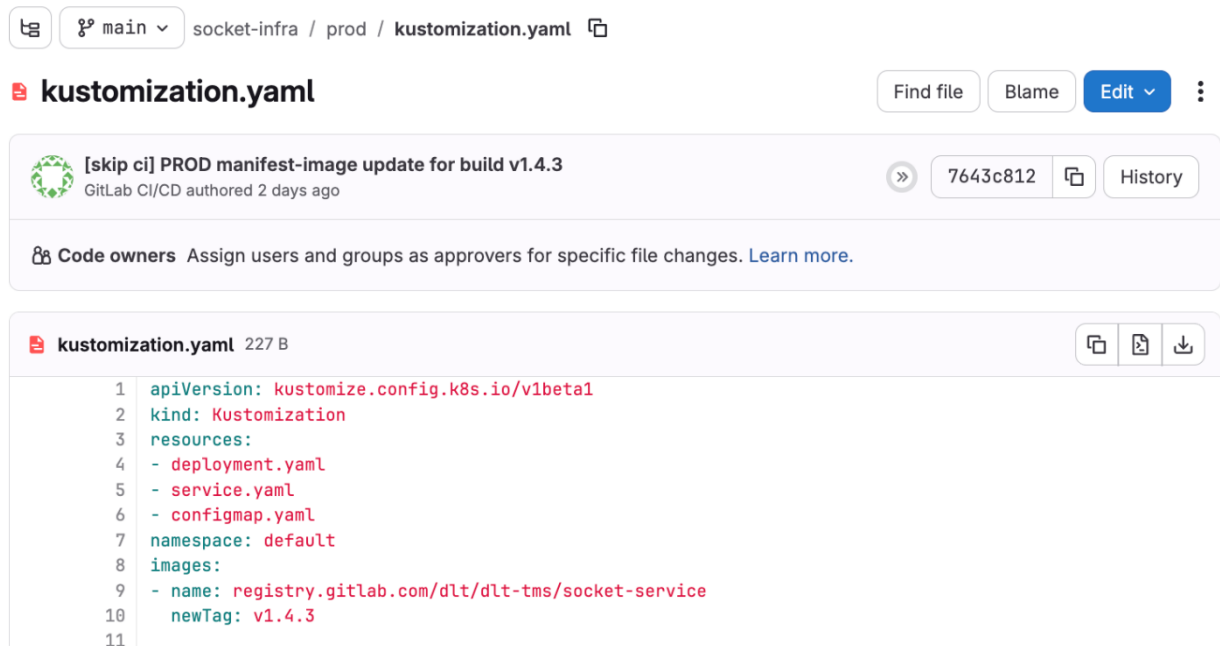 main socket-infra / prod / kustomization.yaml
kustomization.yaml Find file Blame Edit
[skip ci] PROD manifest-image update for build v1.4.3
GitLab CI/CD authored 2 days ago
7643c812 History
Code owners Assign users and groups as approvers for specific file changes. Learn more.
kustomization.yaml 227 B
1 apiVersion: kustomize.config.k8s.io/v1beta1
2 kind: Kustomization
3 resources:
4 - deployment.yaml
5 - service.yaml
6 - configmap.yaml
7 namespace: default
8 images:
9 - name: registry.gitlab.com/dlt/dlt-tms/socket-service
10   newTag: v1.4.3
11